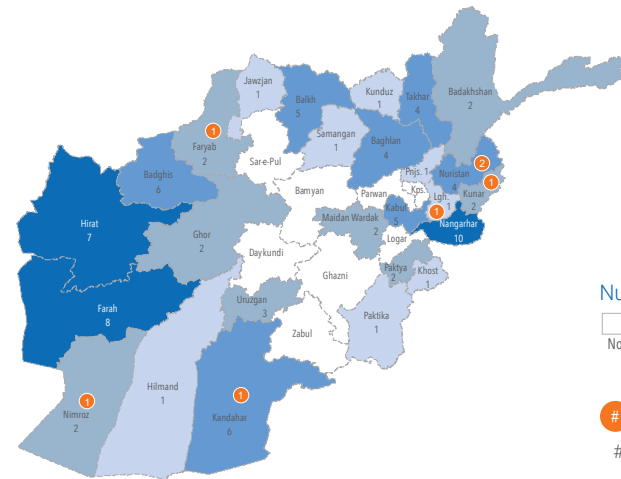 Jawzjan
1
Kunduz
1
Balkh
5
Takhar
4
Badakhshan
2
1
Faryab
2
Samangan
1
Baghlan
4
Sar-e-Pul
Badghis
6
Pnjs. 1
Nuristan
4
2
1
Bamyan
Parwan
Kps.
Lgh.
1
Kunar
2
Hirat
7
Maidan Wardak
2
Kabul
5
1
Nangarhar
10
Ghor
2
Logar
Daykundi
Ghazni
Paktya
2
Khost
1
Farah
8
Uruzgan
3
Paktika
1
Zabul
Nu
No
Hilmand
1
1
Nimroz
2
1
Kandahar
6
#
#